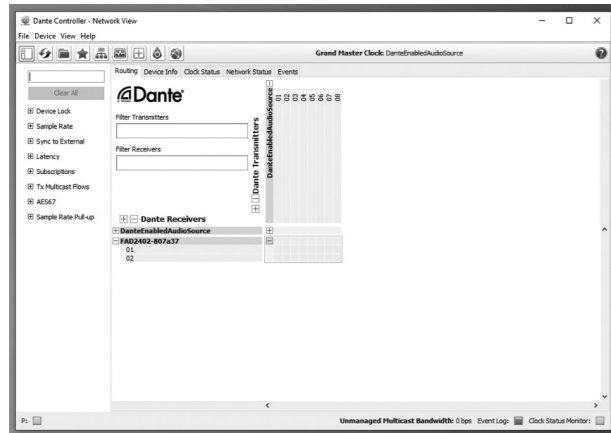 Dante Controller - Network View
File Device View Help
Grand Master Clock: DanteEnabledAudioSource
Routing Device Info Clock Status Network Status Events
Clear All
Device Lock
Sample Rate
Sync to External
Latency
Subscriptions
Tx Multicast Flows
AES67
Sample Rate Pull-up
Dante
Filter Transmitters
Filter Receivers
Dante Transmitters
DanteEnabledAudioSource
01
02
03
04
05
06
07
08
Dante Receivers
DanteEnabledAudioSource
FAD2402-807a37
01
02
P:
Unmanaged Multicast Bandwidth: 0 bps Event Log: Clock Status Monitor: